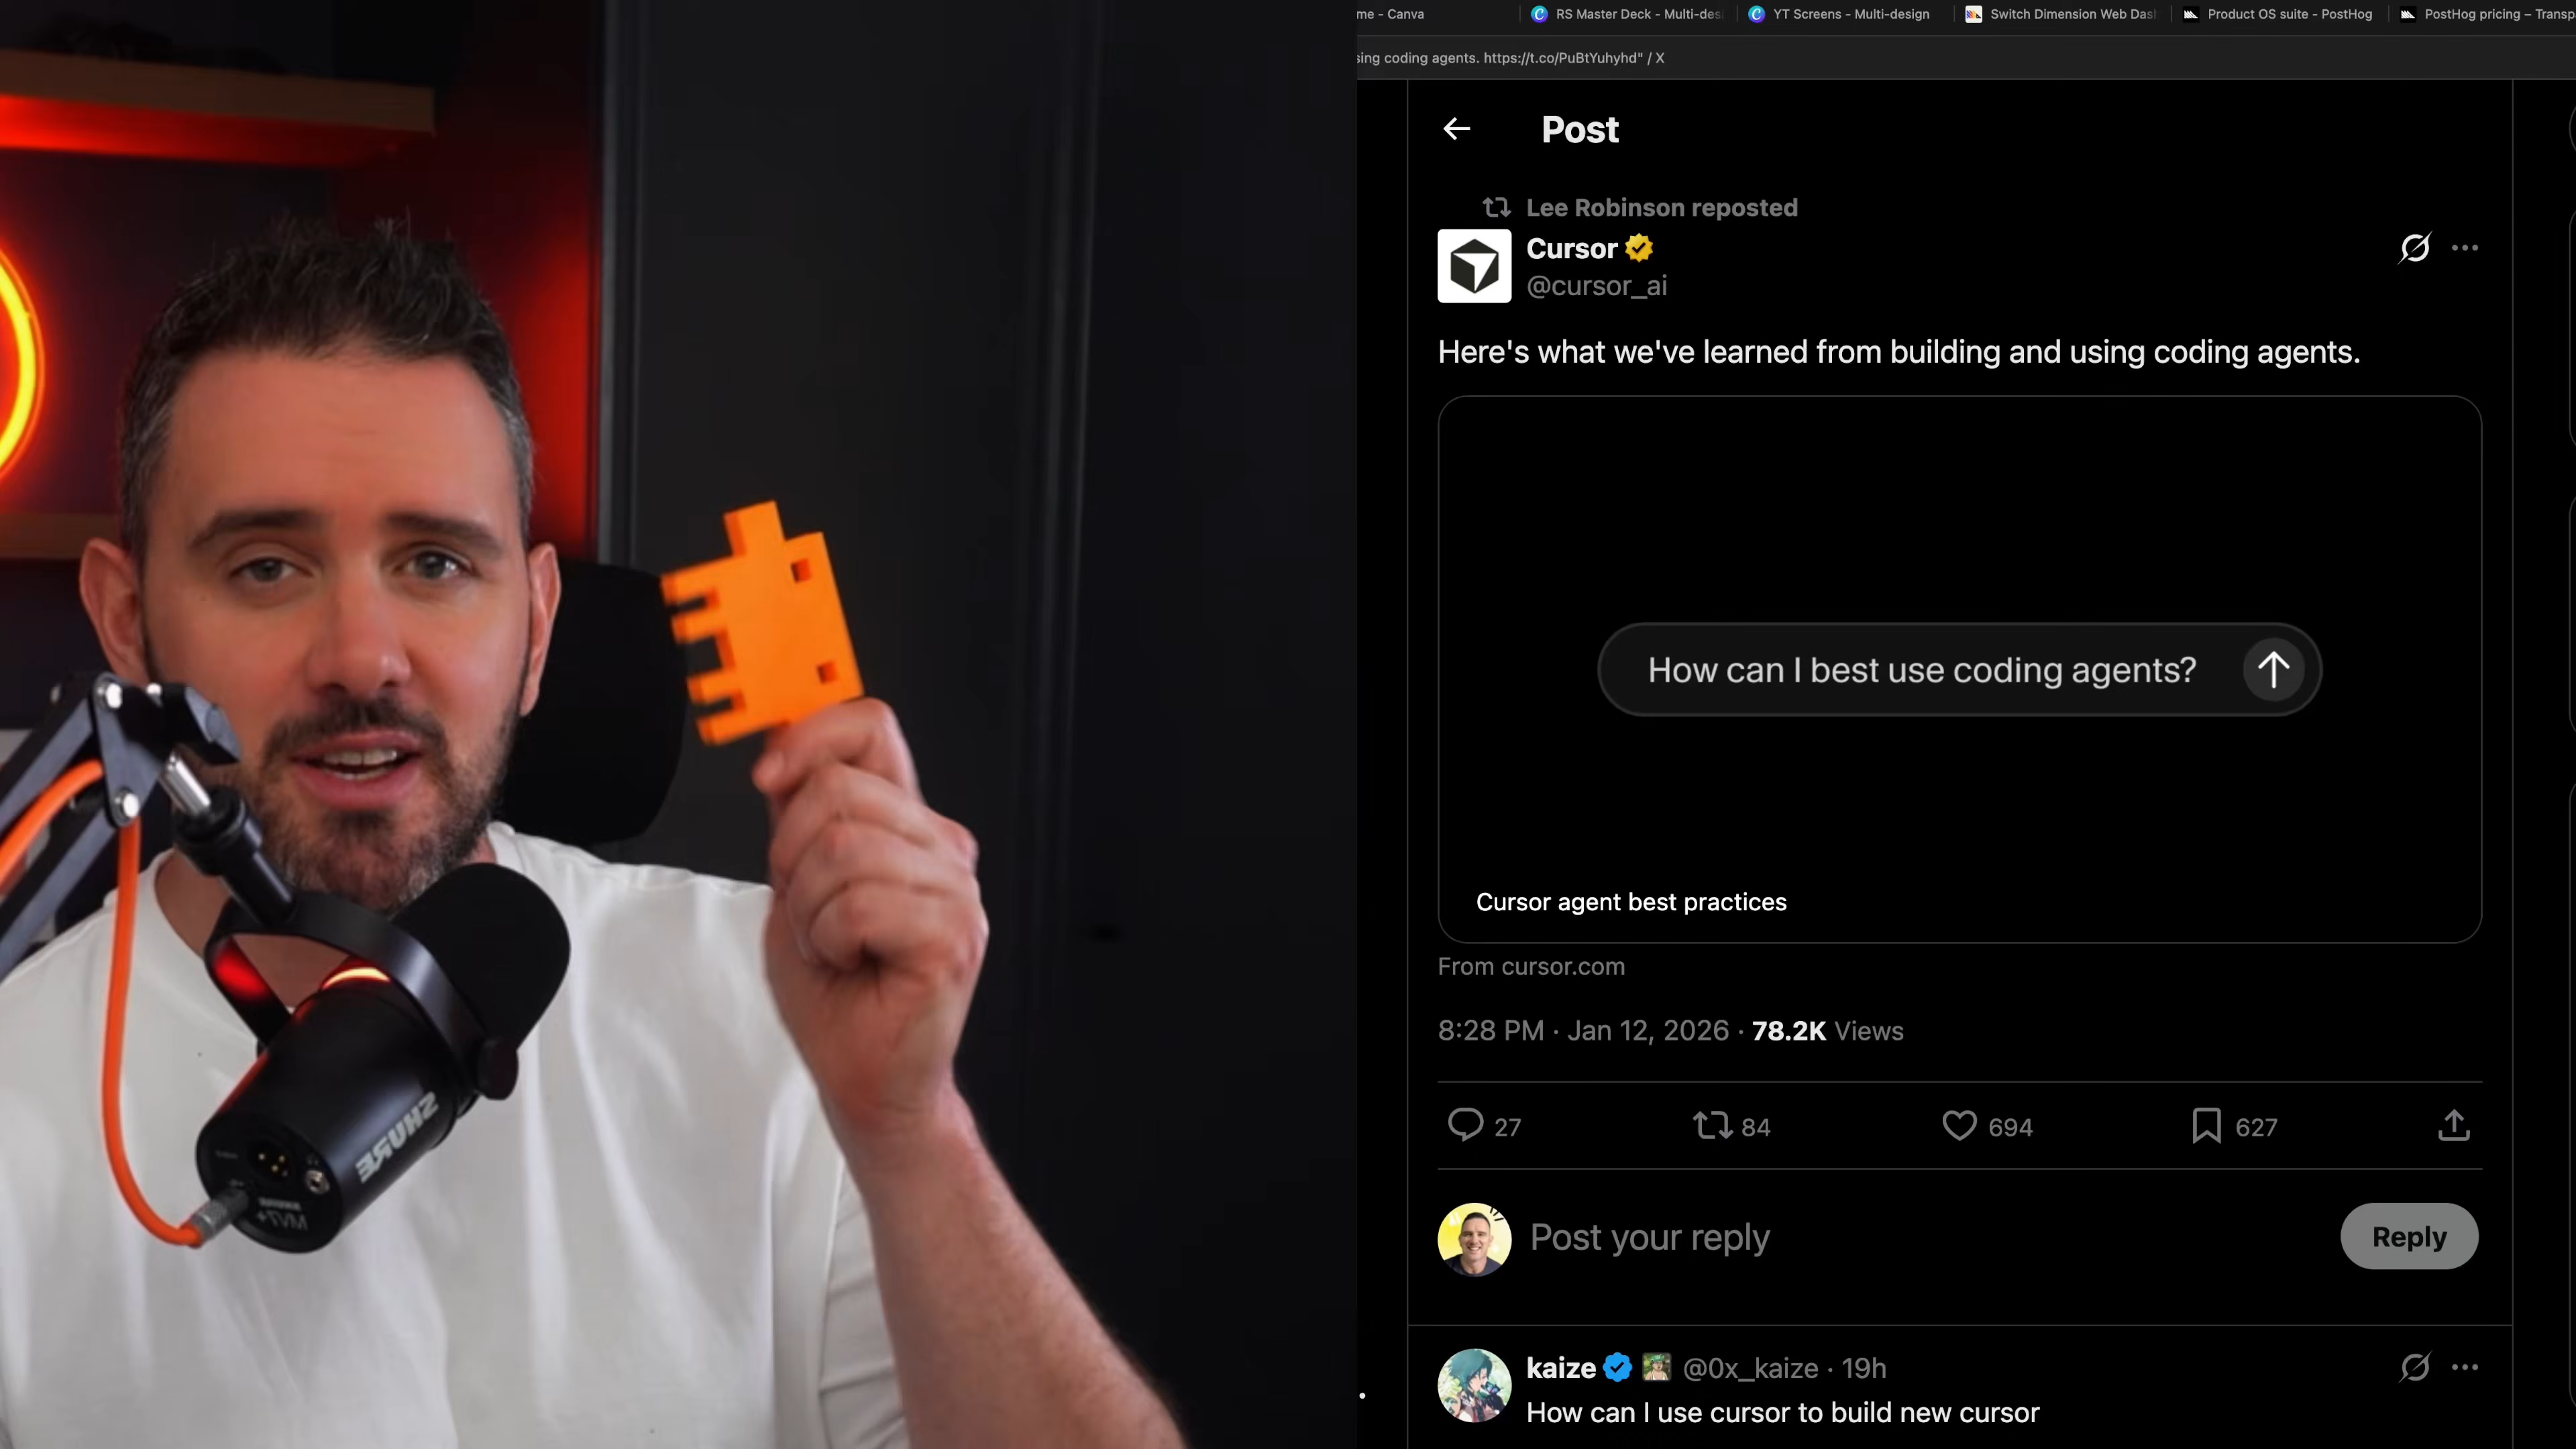 me - Canva
RS Master Deck - Multi-des
YT Screens - Multi-design
Switch Dimension Web Das
Product OS suite - PostHog
PostHog pricing – Transp
sing coding agents. https://t.co/PuBtYuhyhd" / X
Post
Lee Robinson reposted
Cursor
@cursor_ai
Here's what we've learned from building and using coding agents.
How can I best use coding agents?
Cursor agent best practices
From cursor.com
8:28 PM · Jan 12, 2026 · 78.2K Views
27 84 694 627
Post your reply
Reply
kaize @0x_kaize · 19h
How can I use cursor to build new cursor
SHURE
MV7+